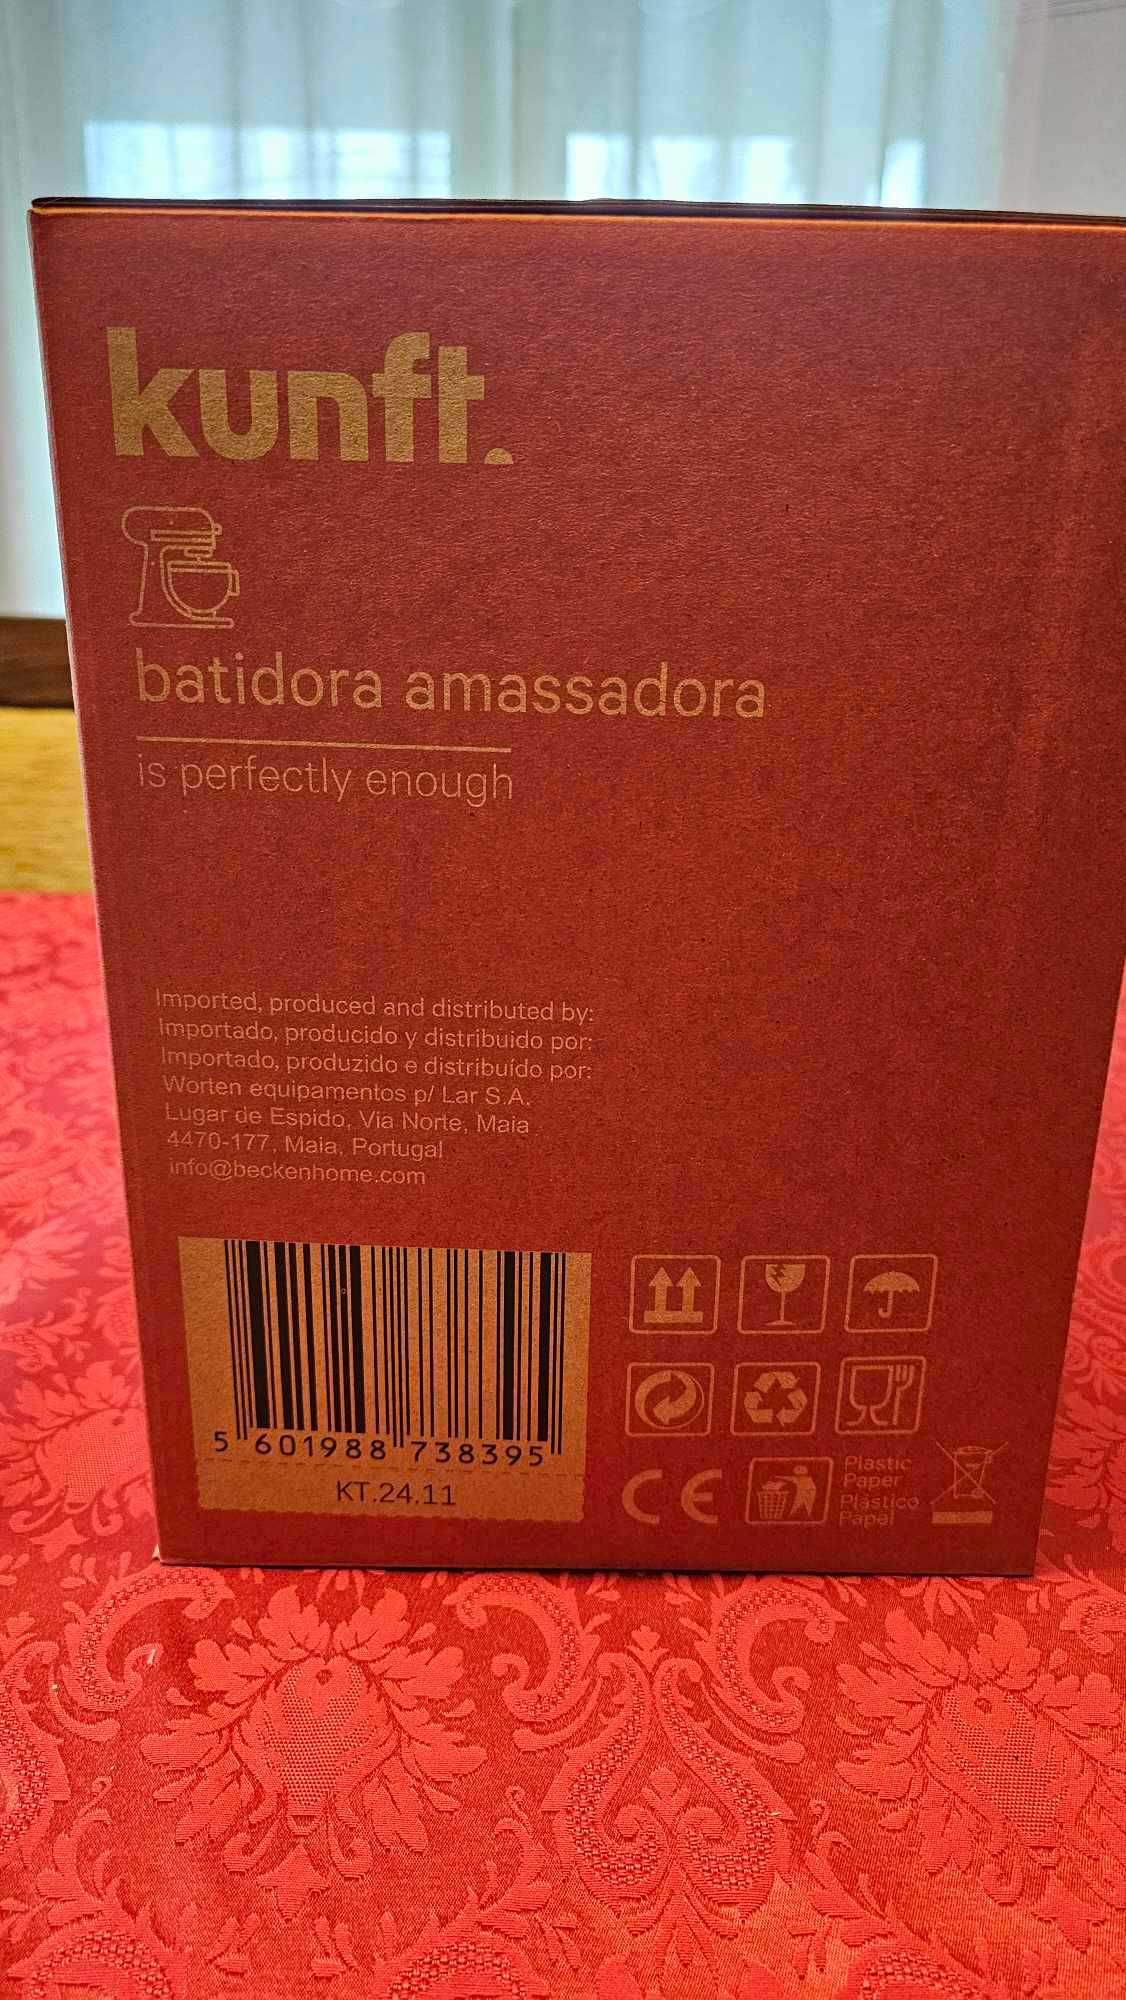 kunft.
batidora amassadora
is perfectly enough
Imported, produced and distributed by:
Importado, producido y distribuido por:
Importado, produzido e distribuído por:
Worten equipamentos p/ Lar S.A.
Lugar de Espido, Via Norte, Maia
4470-177, Maia, Portugal
info@beckenhome.com
5 601988 738395
KT.24.11
CE
Plastic
Paper
Plástico
Papel